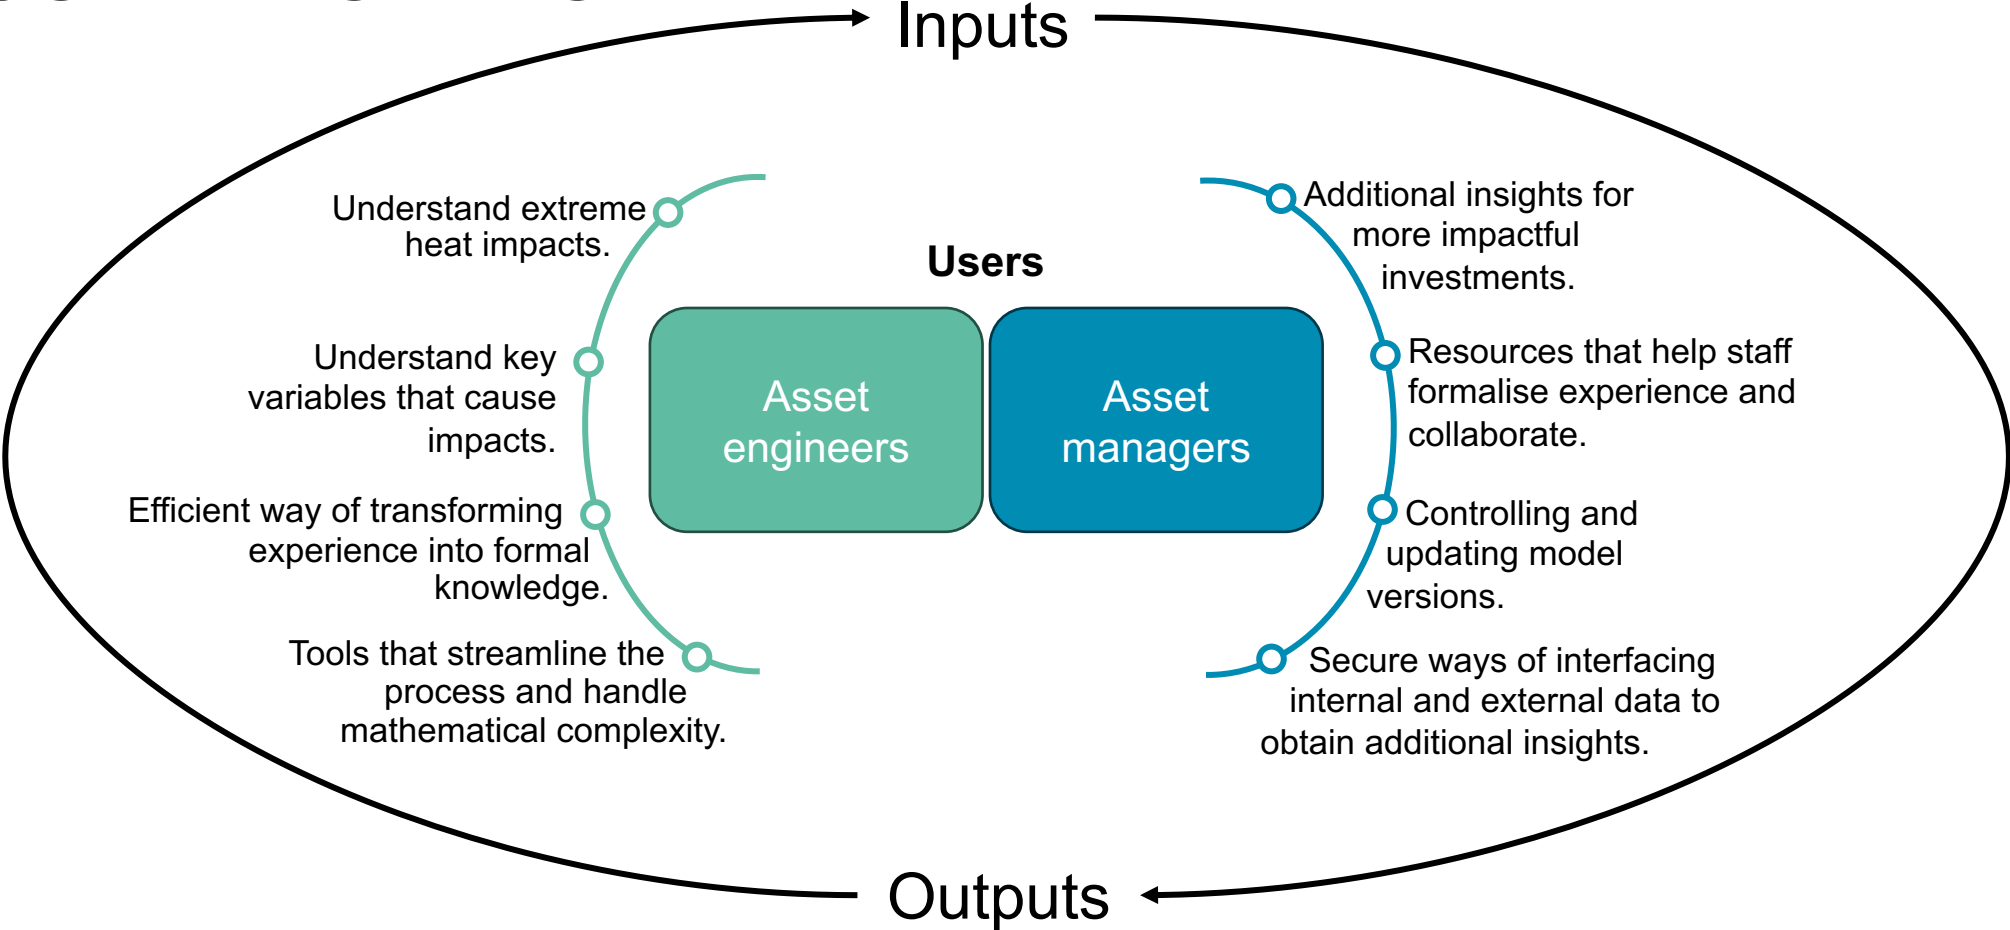 Inputs
Understand extreme
heat impacts.
Understand key
variables that cause
impacts.
Efficient way of transforming
experience into formal
knowledge.
Tools that streamline the
process and handle
mathematical complexity.
Users
Asset
engineers
Asset
managers
Additional insights for
more impactful
investments.
Resources that help staff
formalise experience and
collaborate.
Controlling and
updating model
versions.
Secure ways of interfacing
internal and external data to
obtain additional insights.
Outputs